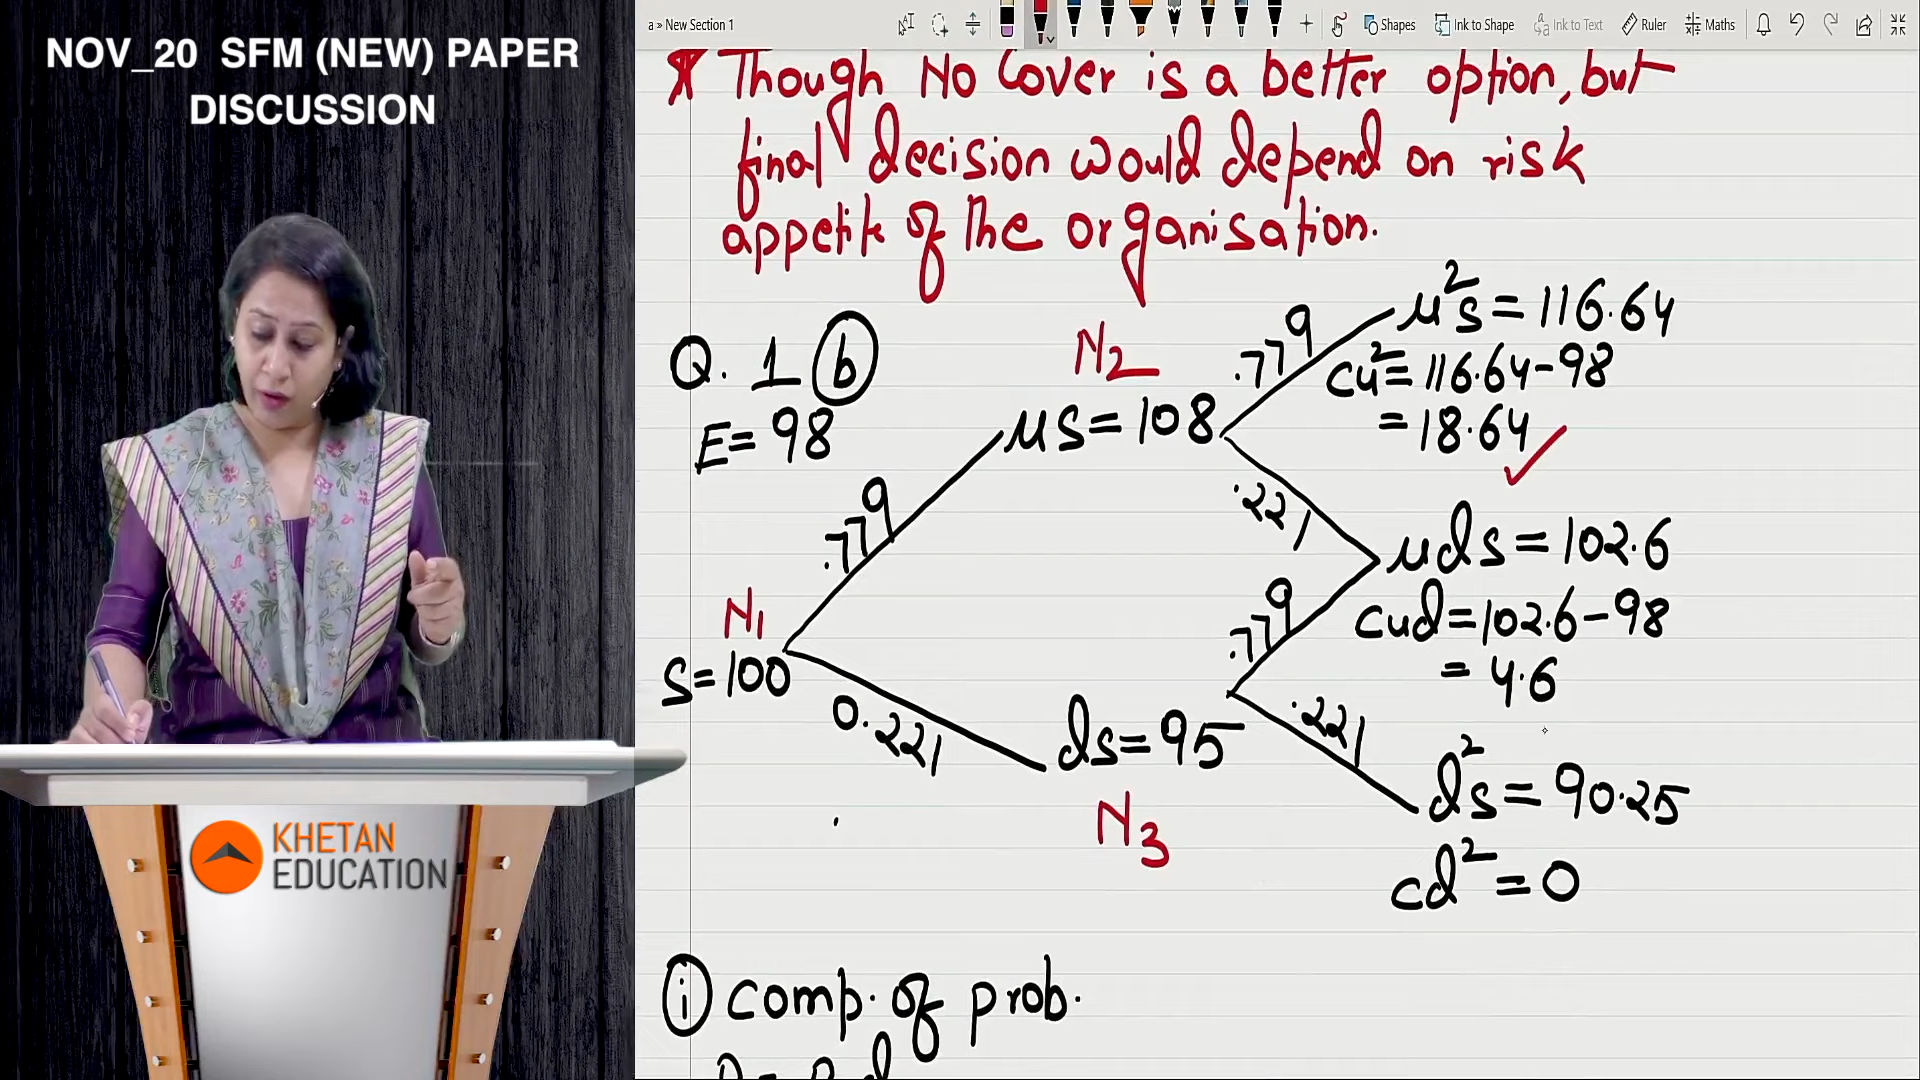 NOV_20 SFM (NEW) PAPER
DISCUSSION
a » New Section 1
Shapes
Ink to Shape
Ink to Text
Ruler
Maths
* Though No Cover is a better option, but
final decision would depend on risk
appetite of the organisation.
Q. 1 (b)
E = 98
N1
S = 100
.779
0.221
N2
us = 108
ds = 95
N3
.779
.221
.779
.221
u²s = 116.64
cu² = 116.64 - 98
= 18.64 ✓
uds = 102.6
cud = 102.6 - 98
= 4.6
d²s = 90.25
cd² = 0
(i) comp. of prob.
KHETAN
EDUCATION